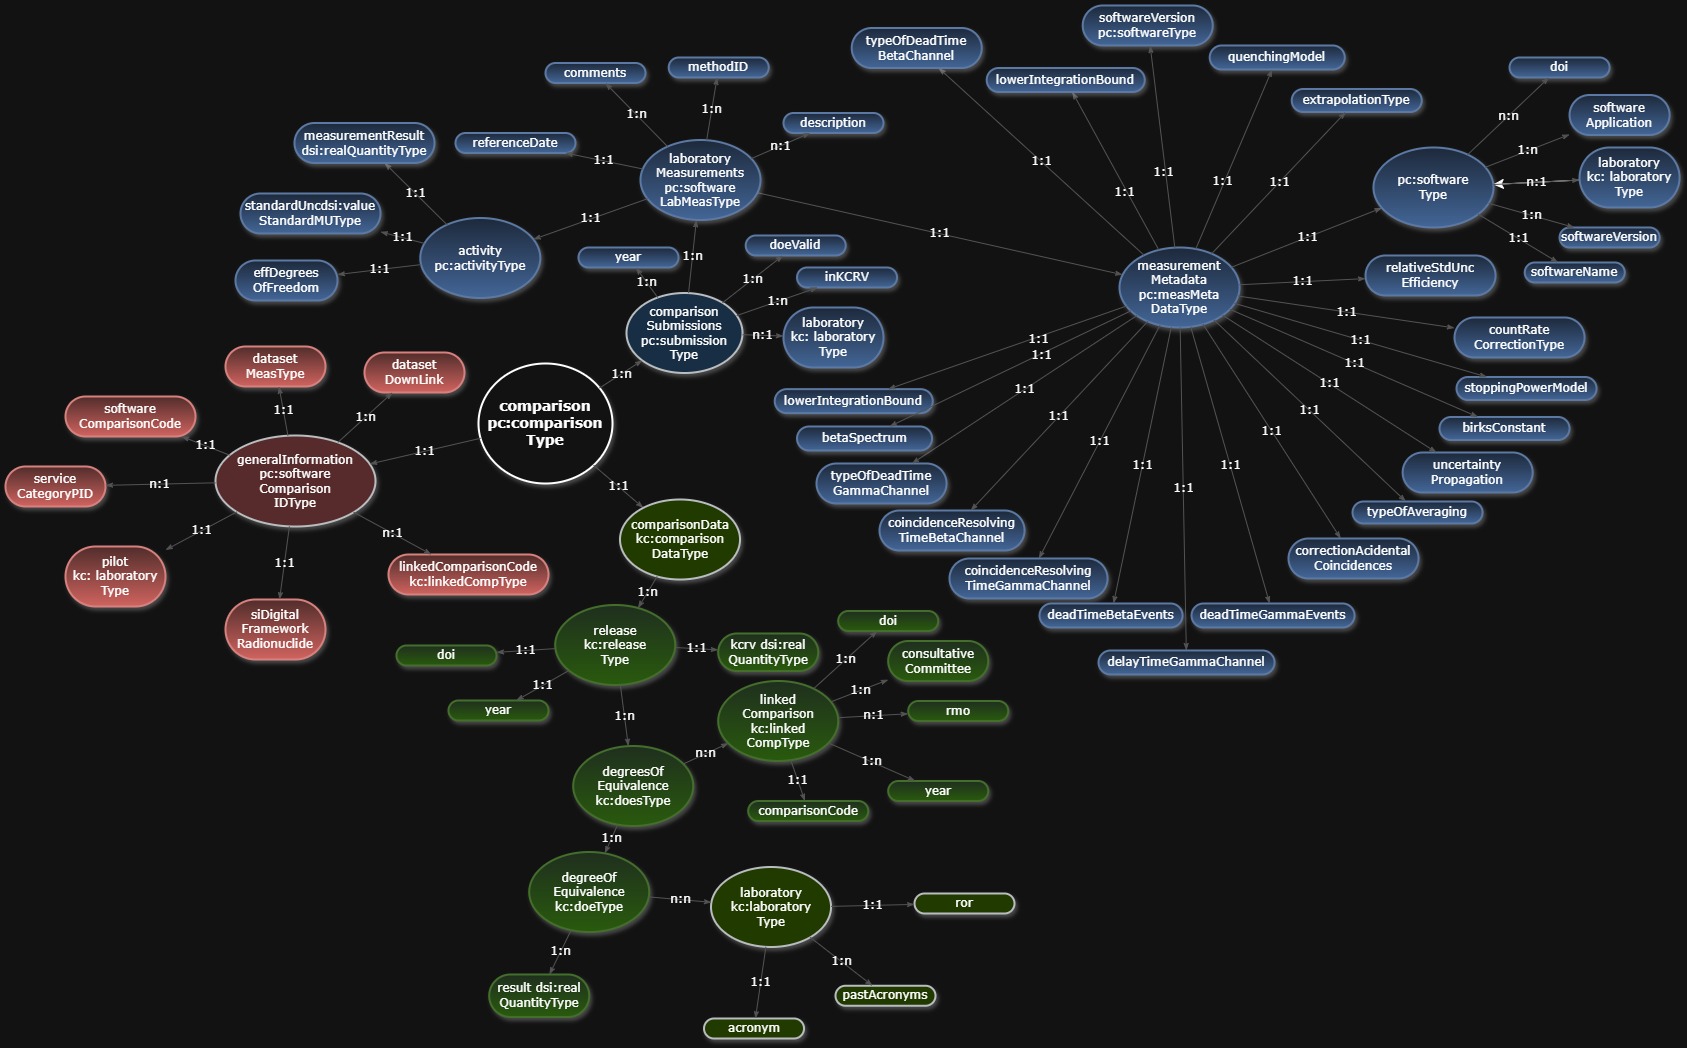 softwareVersion
pc:softwareType
typeOfDeadTime
BetaChannel
quenchingModel
doi
comments
methodID
lowerIntegrationBound
extrapolationType
software
Application
1:n
1:n
n:n
measurementResult
dsi:realQuantityType
referenceDate
description
n:1
1:1
laboratory
Measurements
pc:software
LabMeasType
1:1
1:1
1:1
1:1
1:1
1:n
pc:software
Type
n:1
laboratory
kc: laboratory
Type
1:1
standardUncdsi:value
StandardMUType
1:1
1:1
activity
pc:activityType
1:1
effDegrees
OfFreedom
1:1
1:1
1:n
softwareVersion
1:1
softwareName
year
1:n
doeValid
1:n
1:n
inKCRV
1:n
comparison
Submissions
pc:submission
Type
n:1
laboratory
kc: laboratory
Type
measurement
Metadata
pc:measMeta
DataType
1:1
relativeStdUnc
Efficiency
1:1
countRate
CorrectionType
1:1
stoppingPowerModel
1:1
birksConstant
1:1
uncertainty
Propagation
1:1
typeOfAveraging
1:1
correctionAcidental
Coincidences
1:1
deadTimeGammaEvents
1:1
delayTimeGammaChannel
1:1
deadTimeBetaEvents
1:1
coincidenceResolving
TimeGammaChannel
1:1
coincidenceResolving
TimeBetaChannel
1:1
typeOfDeadTime
GammaChannel
1:1
betaSpectrum
1:1
lowerIntegrationBound
1:n
comparison
pc:comparison
Type
1:1
1:1
dataset
MeasType
dataset
DownLink
1:1
1:n
software
ComparisonCode
1:1
generalInformation
pc:software
Comparison
IDType
service
CategoryPID
n:1
1:1
n:1
pilot
kc: laboratory
Type
1:1
linkedComparisonCode
kc:linkedCompType
siDigital
Framework
Radionuclide
comparisonData
kc:comparison
DataType
1:n
release
kc:release
Type
doi
1:1
1:1
kcrv dsi:real
QuantityType
1:1
year
1:n
doi
1:n
consultative
Committee
1:n
linked
Comparison
kc:linked
CompType
n:1
rmo
1:n
year
1:1
comparisonCode
n:n
degreesOf
Equivalence
kc:doesType
1:n
degreeOf
Equivalence
kc:doeType
n:n
laboratory
kc:laboratory
Type
1:1
ror
1:n
result dsi:real
QuantityType
1:n
pastAcronyms
1:1
acronym